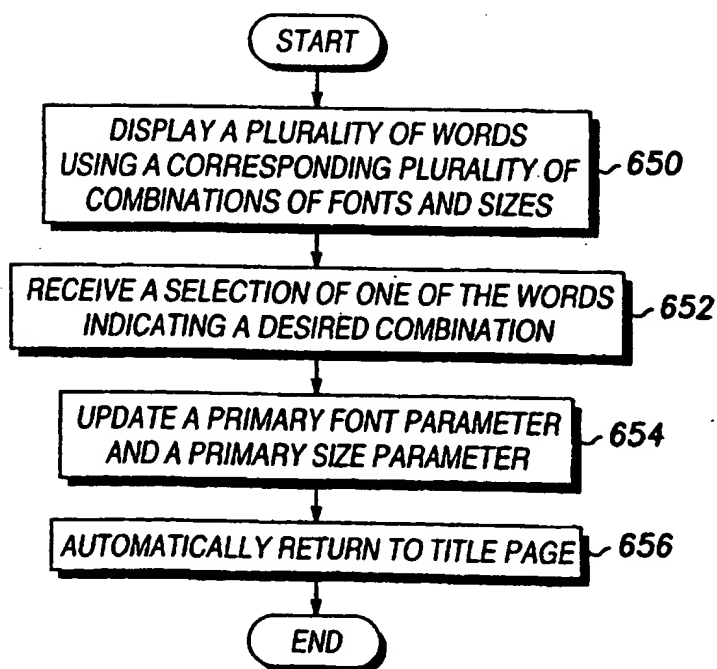 START
DISPLAY A PLURALITY OF WORDS
USING A CORRESPONDING PLURALITY OF
COMBINATIONS OF FONTS AND SIZES
650
RECEIVE A SELECTION OF ONE OF THE WORDS
INDICATING A DESIRED COMBINATION
652
UPDATE A PRIMARY FONT PARAMETER
AND A PRIMARY SIZE PARAMETER
654
AUTOMATICALLY RETURN TO TITLE PAGE
656
END